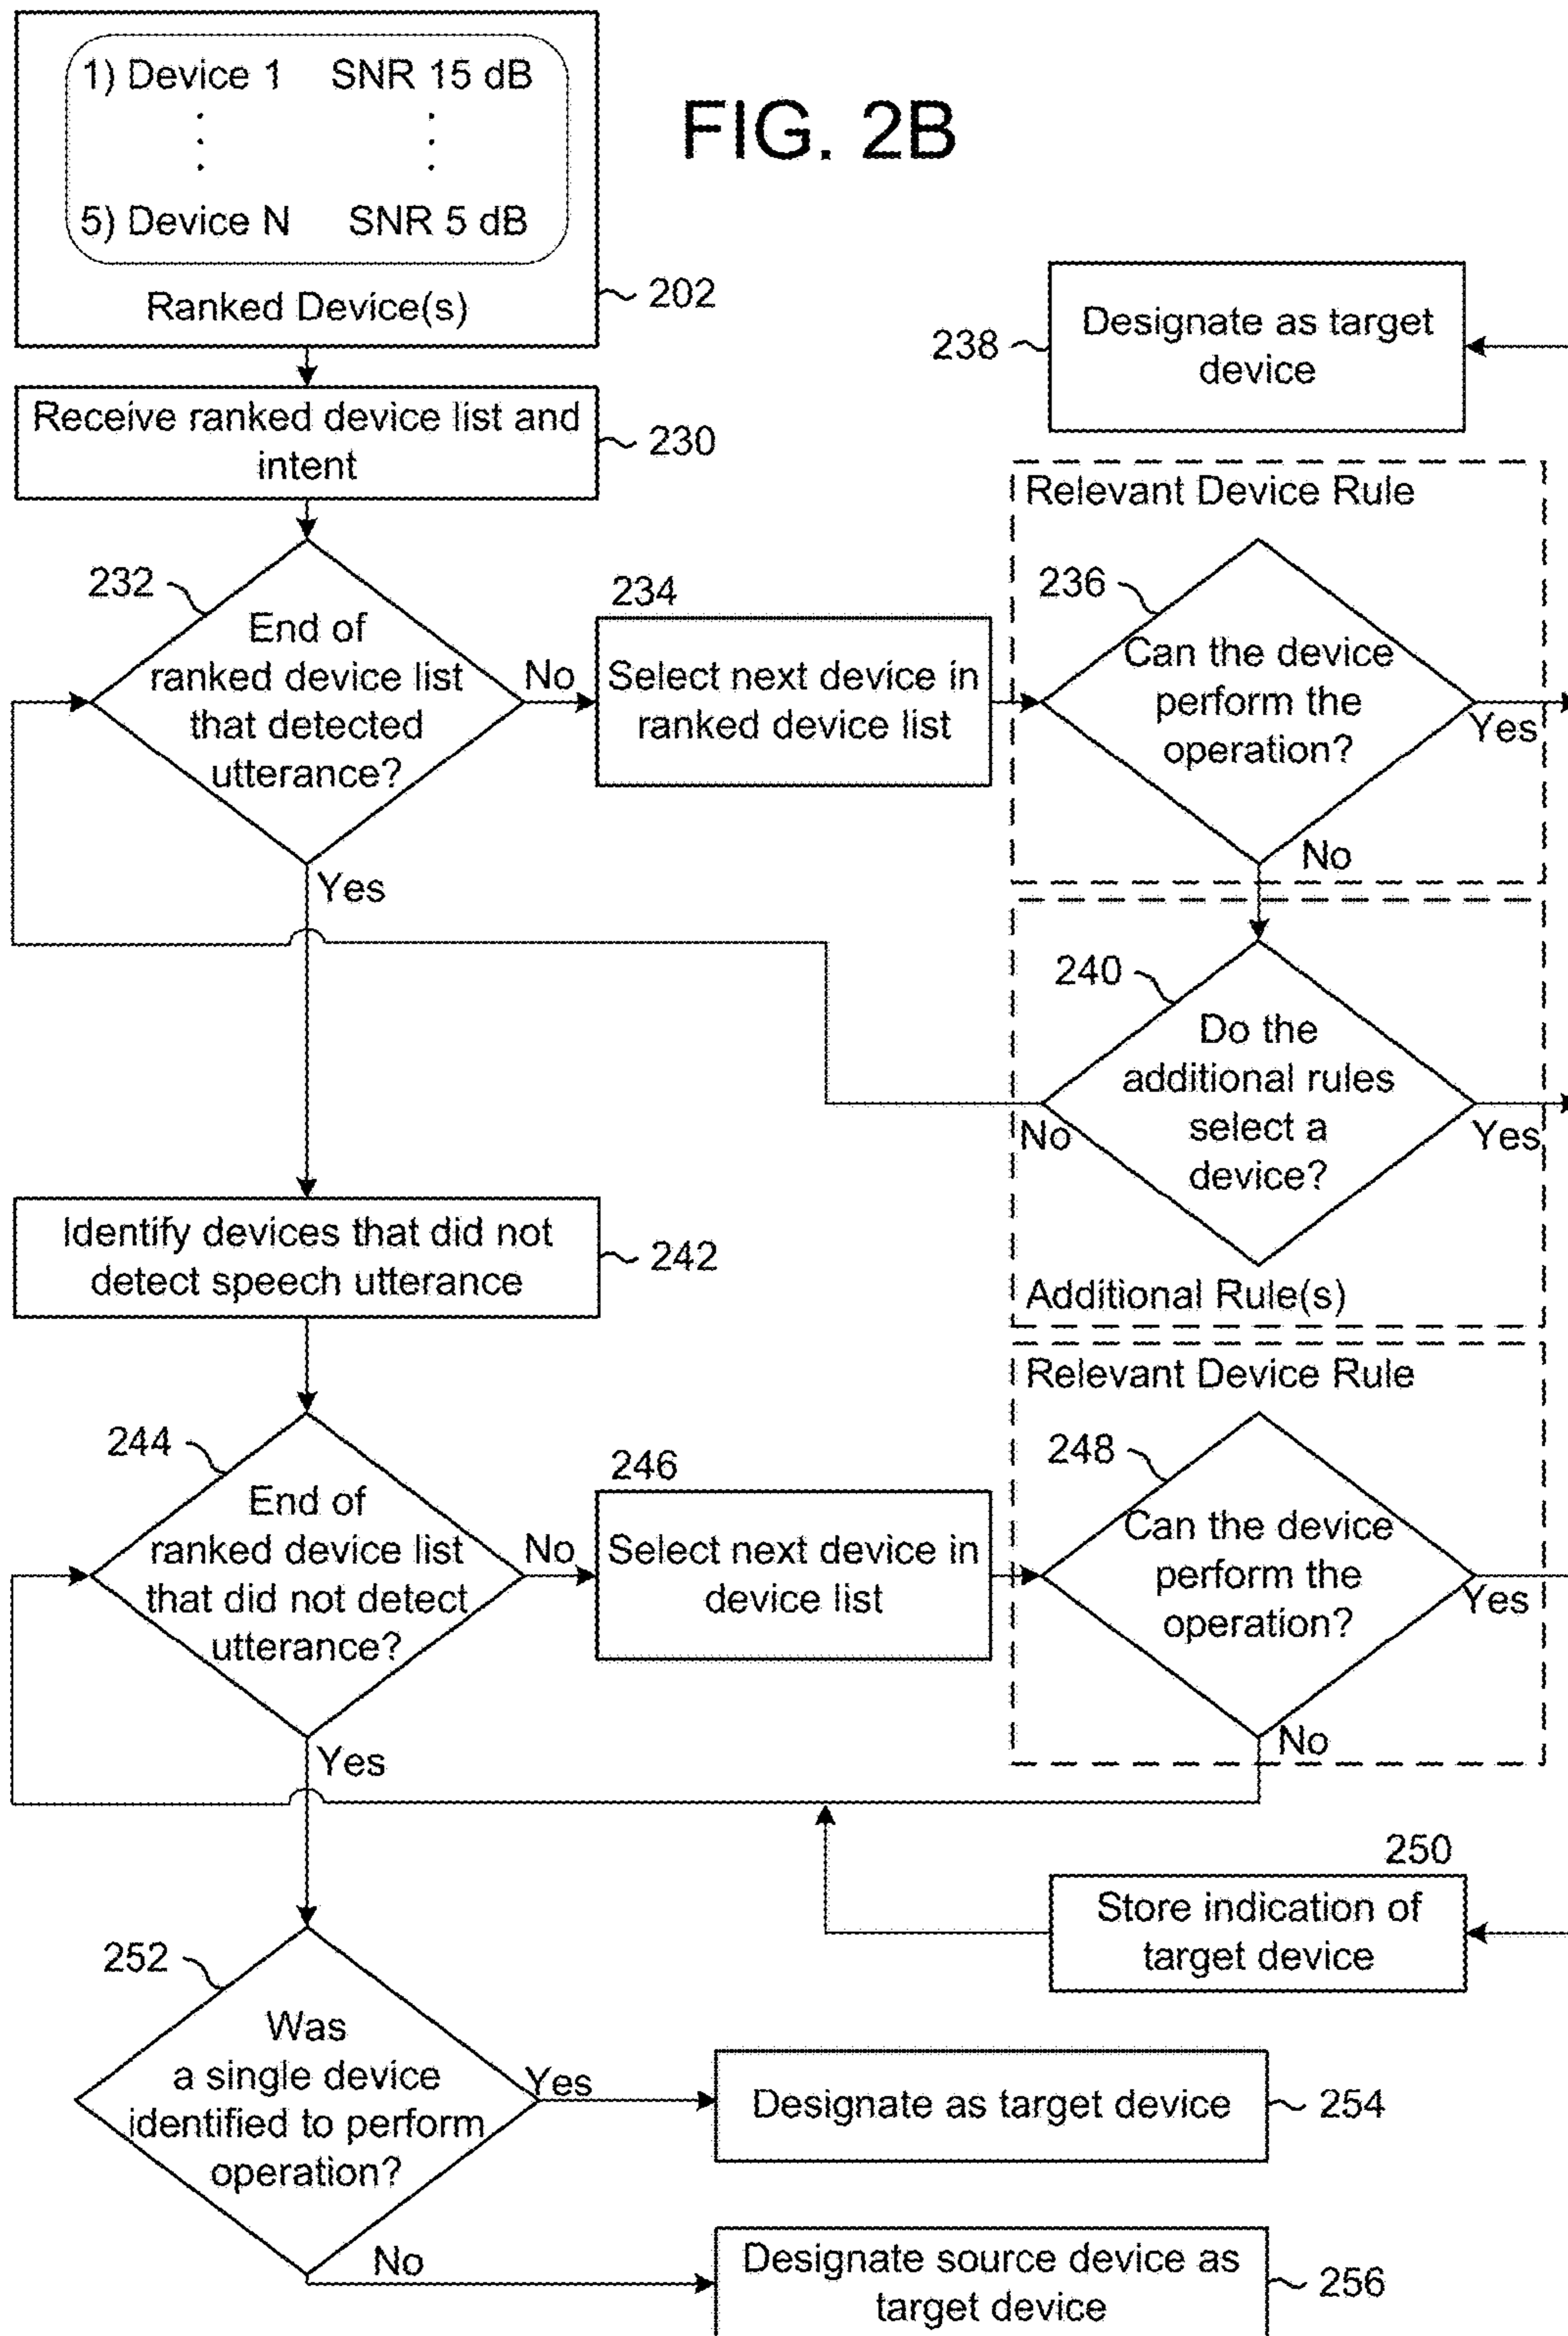 1) Device 1 SNR 15 dB
5) Device N SNR 5 dB
Ranked Device(s)
202
FIG. 2B
Receive ranked device list and
intent
230
238
Designate as target
device
232
End of
ranked device list
that detected
utterance?
No
Yes
234
Select next device in
ranked device list
Relevant Device Rule
236
Can the device
perform the
operation?
Yes
No
240
Do the
additional rules
select a
device?
No
Yes
Additional Rule(s)
Identify devices that did not
detect speech utterance
242
244
End of
ranked device list
that did not detect
utterance?
No
Yes
246
Select next device in
device list
Relevant Device Rule
248
Can the device
perform the
operation?
Yes
No
250
Store indication of
target device
252
Was
a single device
identified to perform
operation?
Yes
No
Designate as target device
254
Designate source device as
target device
256